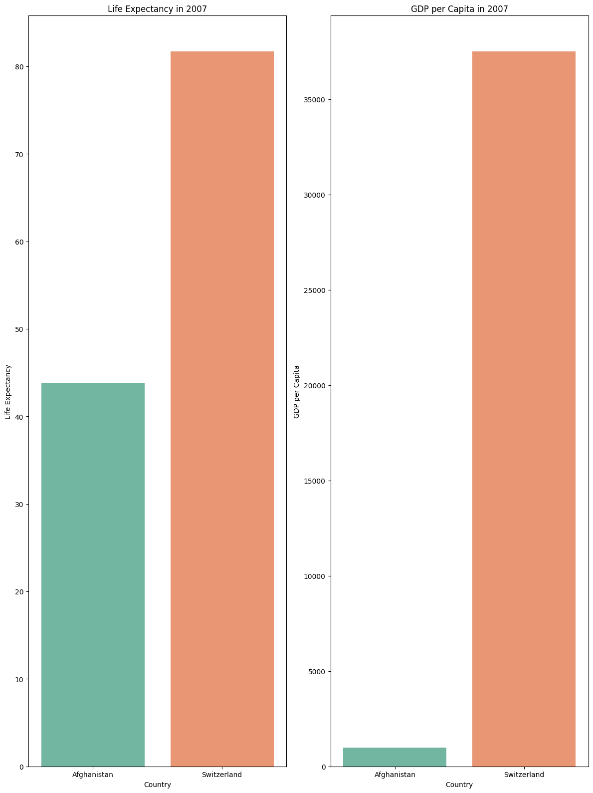 Life Expectancy in 2007
80
70
60
50
40
30
20
10
0
Life Expectancy
Afghanistan
Switzerland
Country
GDP per Capita in 2007
35000
30000
25000
20000
15000
10000
5000
0
GDP per Capita
Afghanistan
Switzerland
Country